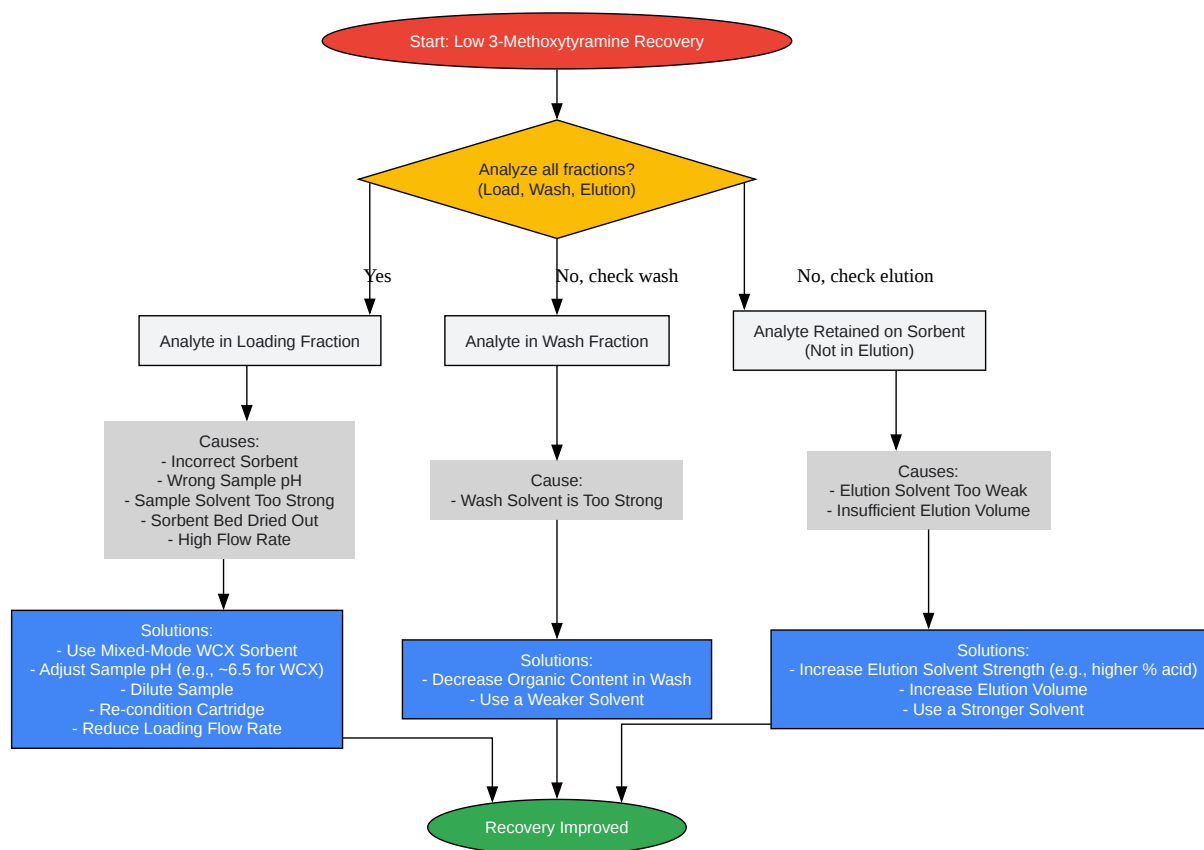 Start: Low 3-Methoxytyramine Recovery
Analyze all fractions?
(Load, Wash, Elution)
Yes
No, check wash
No, check elution
Analyte in Loading Fraction
Analyte in Wash Fraction
Analyte Retained on Sorbent
(Not in Elution)
Causes:
- Incorrect Sorbent
- Wrong Sample pH
- Sample Solvent Too Strong
- Sorbent Bed Dried Out
- High Flow Rate
Cause:
- Wash Solvent is Too Strong
Causes:
- Elution Solvent Too Weak
- Insufficient Elution Volume
Solutions:
- Use Mixed-Mode WCX Sorbent
- Adjust Sample pH (e.g., ~6.5 for WCX)
- Dilute Sample
- Re-condition Cartridge
- Reduce Loading Flow Rate
Solutions:
- Decrease Organic Content in Wash
- Use a Weaker Solvent
Solutions:
- Increase Elution Solvent Strength (e.g., higher % acid)
- Increase Elution Volume
- Use a Stronger Solvent
Recovery Improved